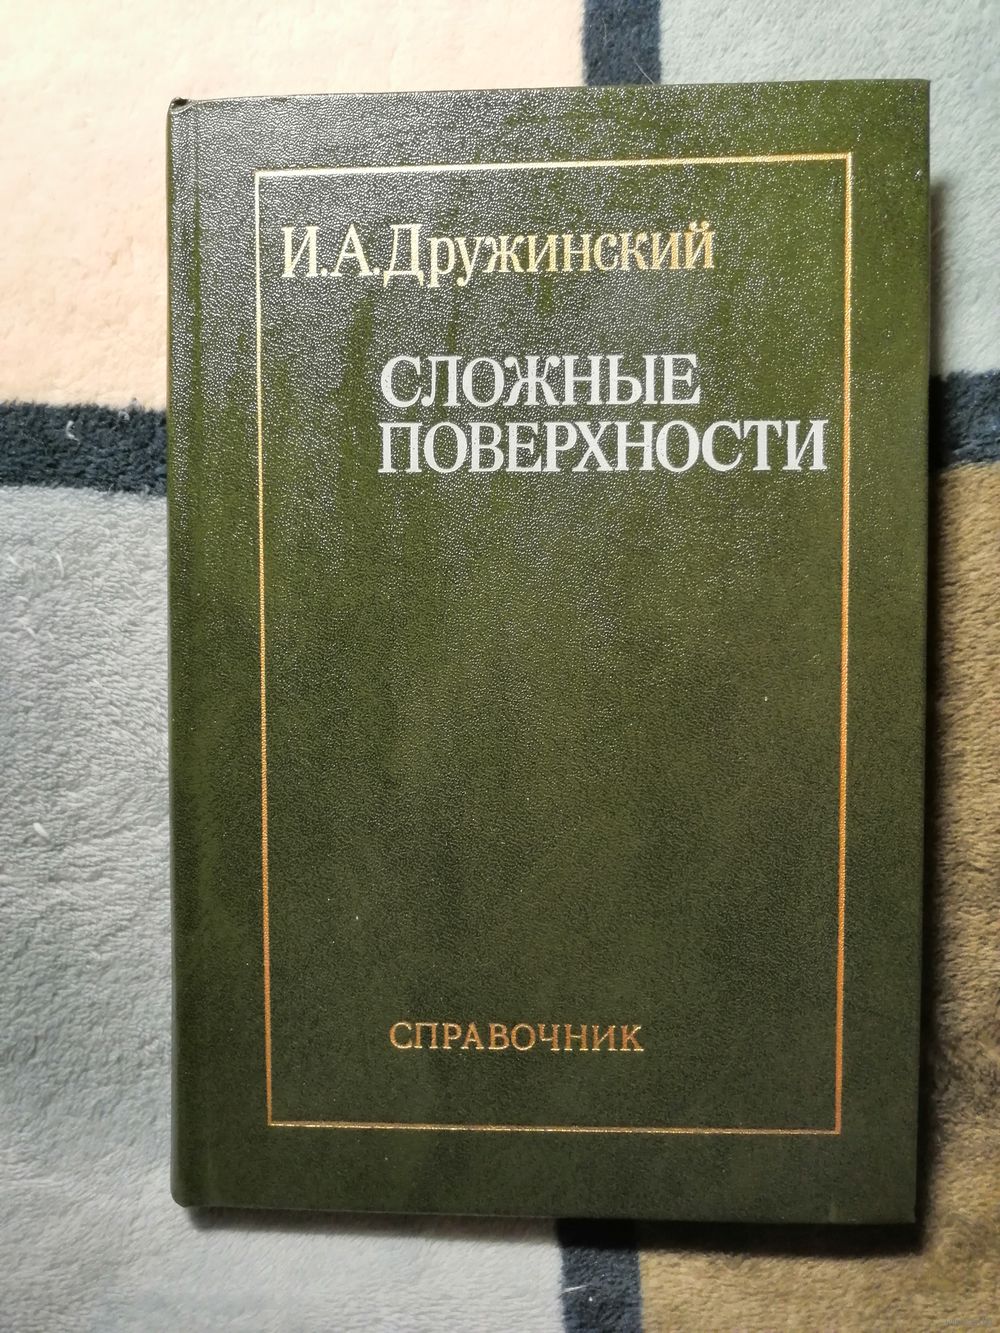 И.А.Дружинский
СЛОЖНЫЕ
ПОВЕРХНОСТИ
СПРАВОЧНИК